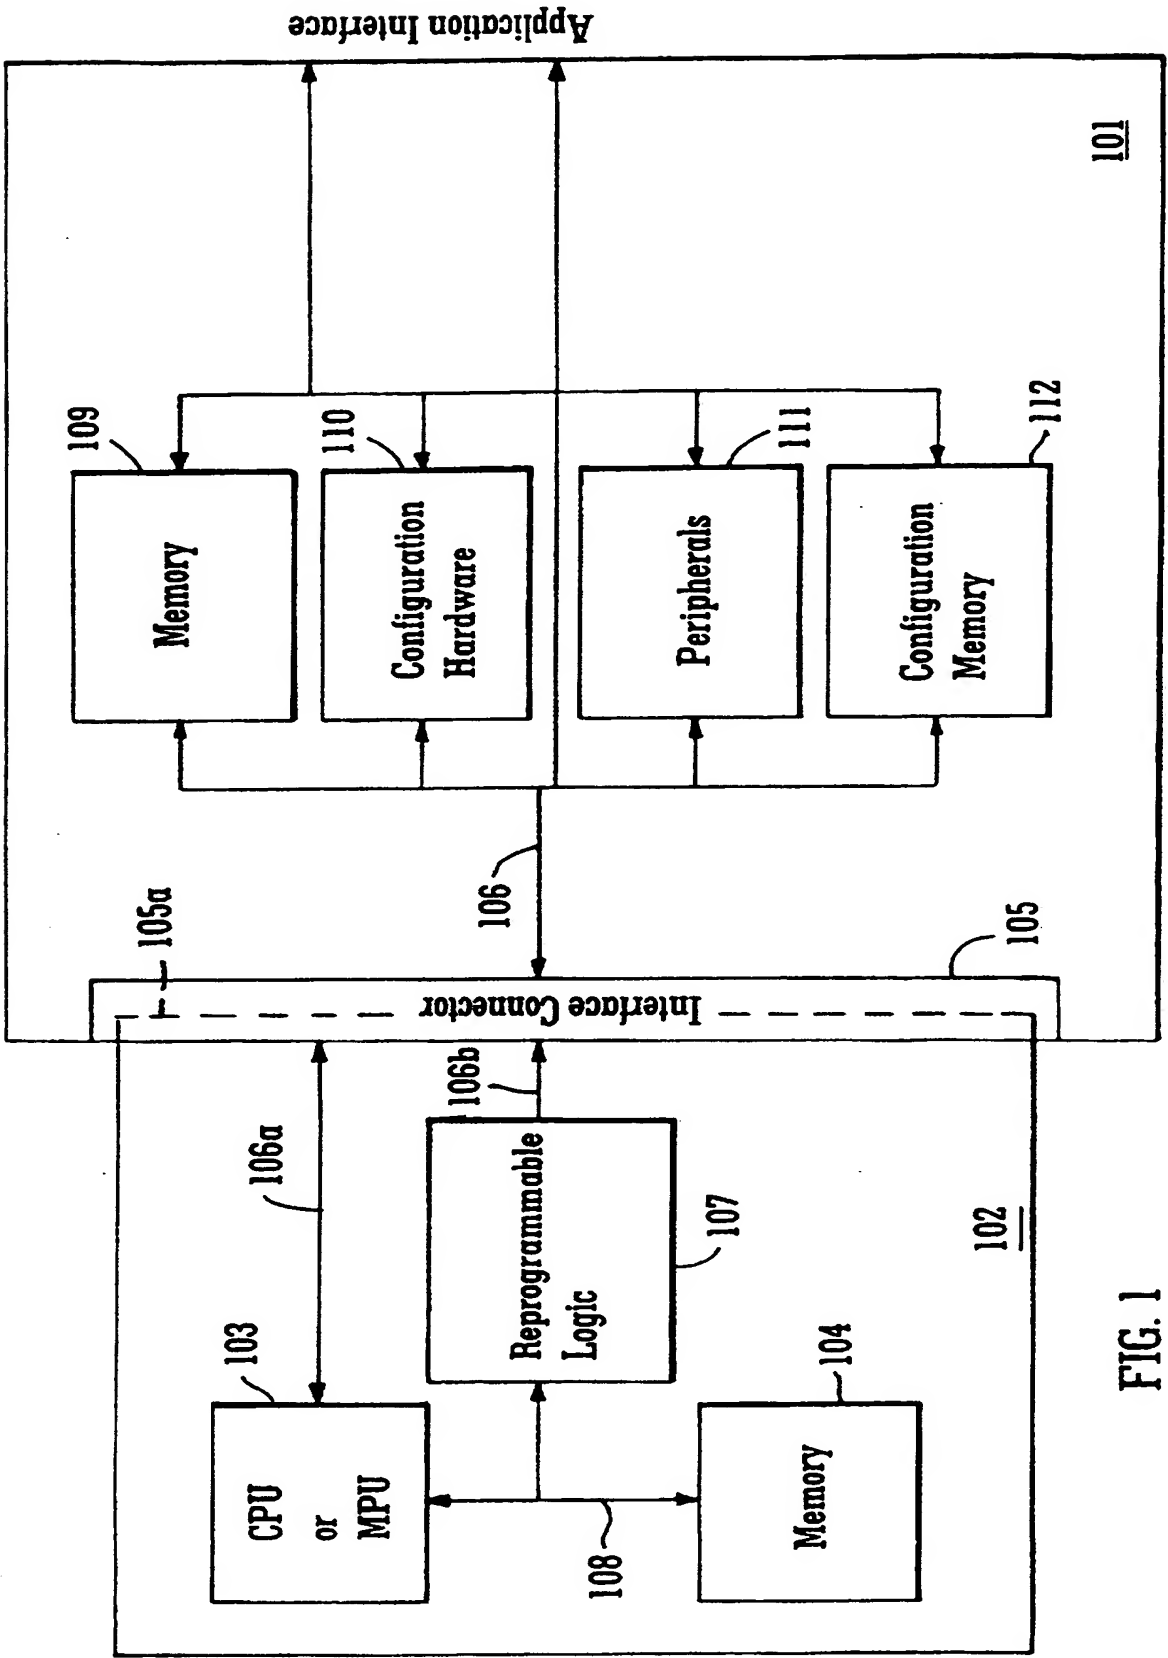 103
CPU
or
MPU
106a
Reprogrammable
Logic
106b
107
108
104
Memory
102
105a
Interface Connector
105
106
109
Memory
110
Configuration
Hardware
111
Peripherals
112
Configuration
Memory
101
Application Interface
FIG. 1